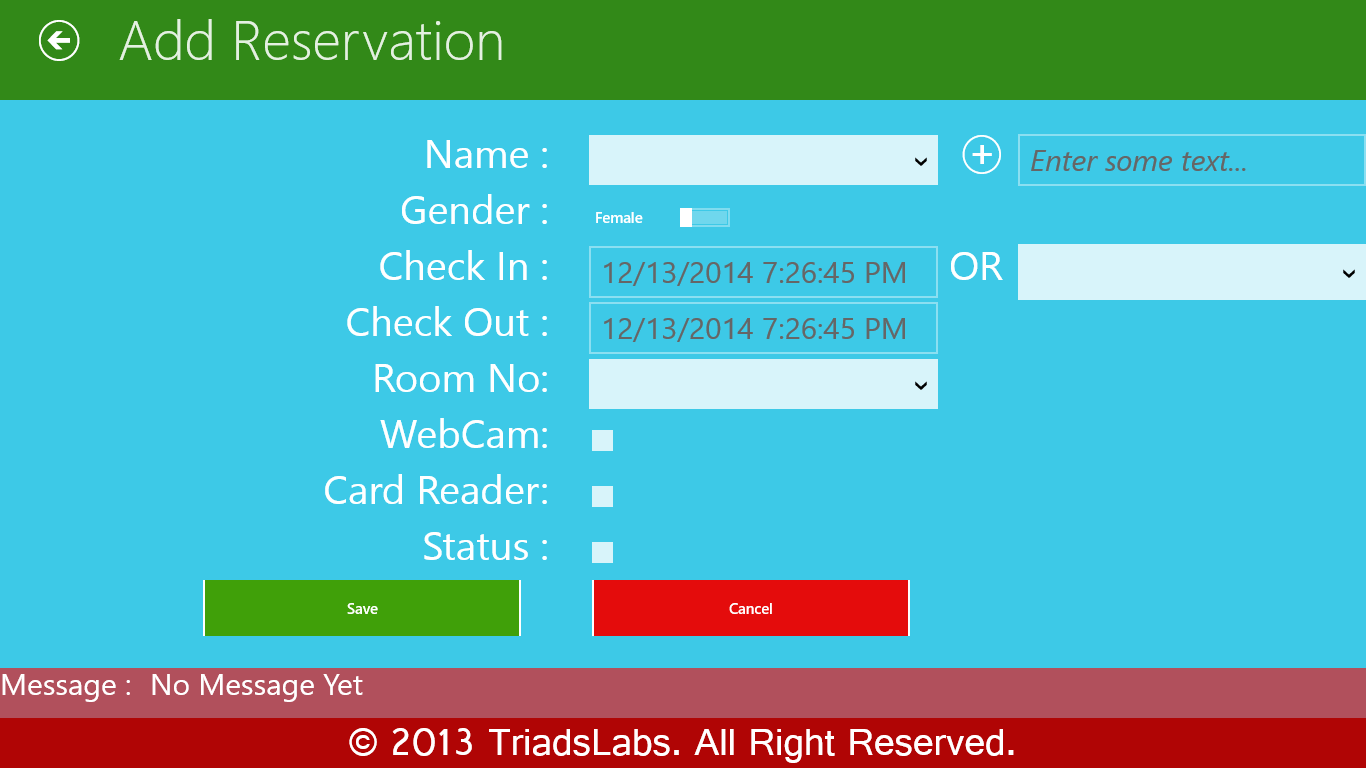 Add Reservation
Name : Enter some text...
Gender : Female
Check In : 12/13/2014 7:26:45 PM OR
Check Out : 12/13/2014 7:26:45 PM
Room No:
WebCam:
Card Reader:
Status :
Save Cancel
Message : No Message Yet
© 2013 TriadsLabs. All Right Reserved.